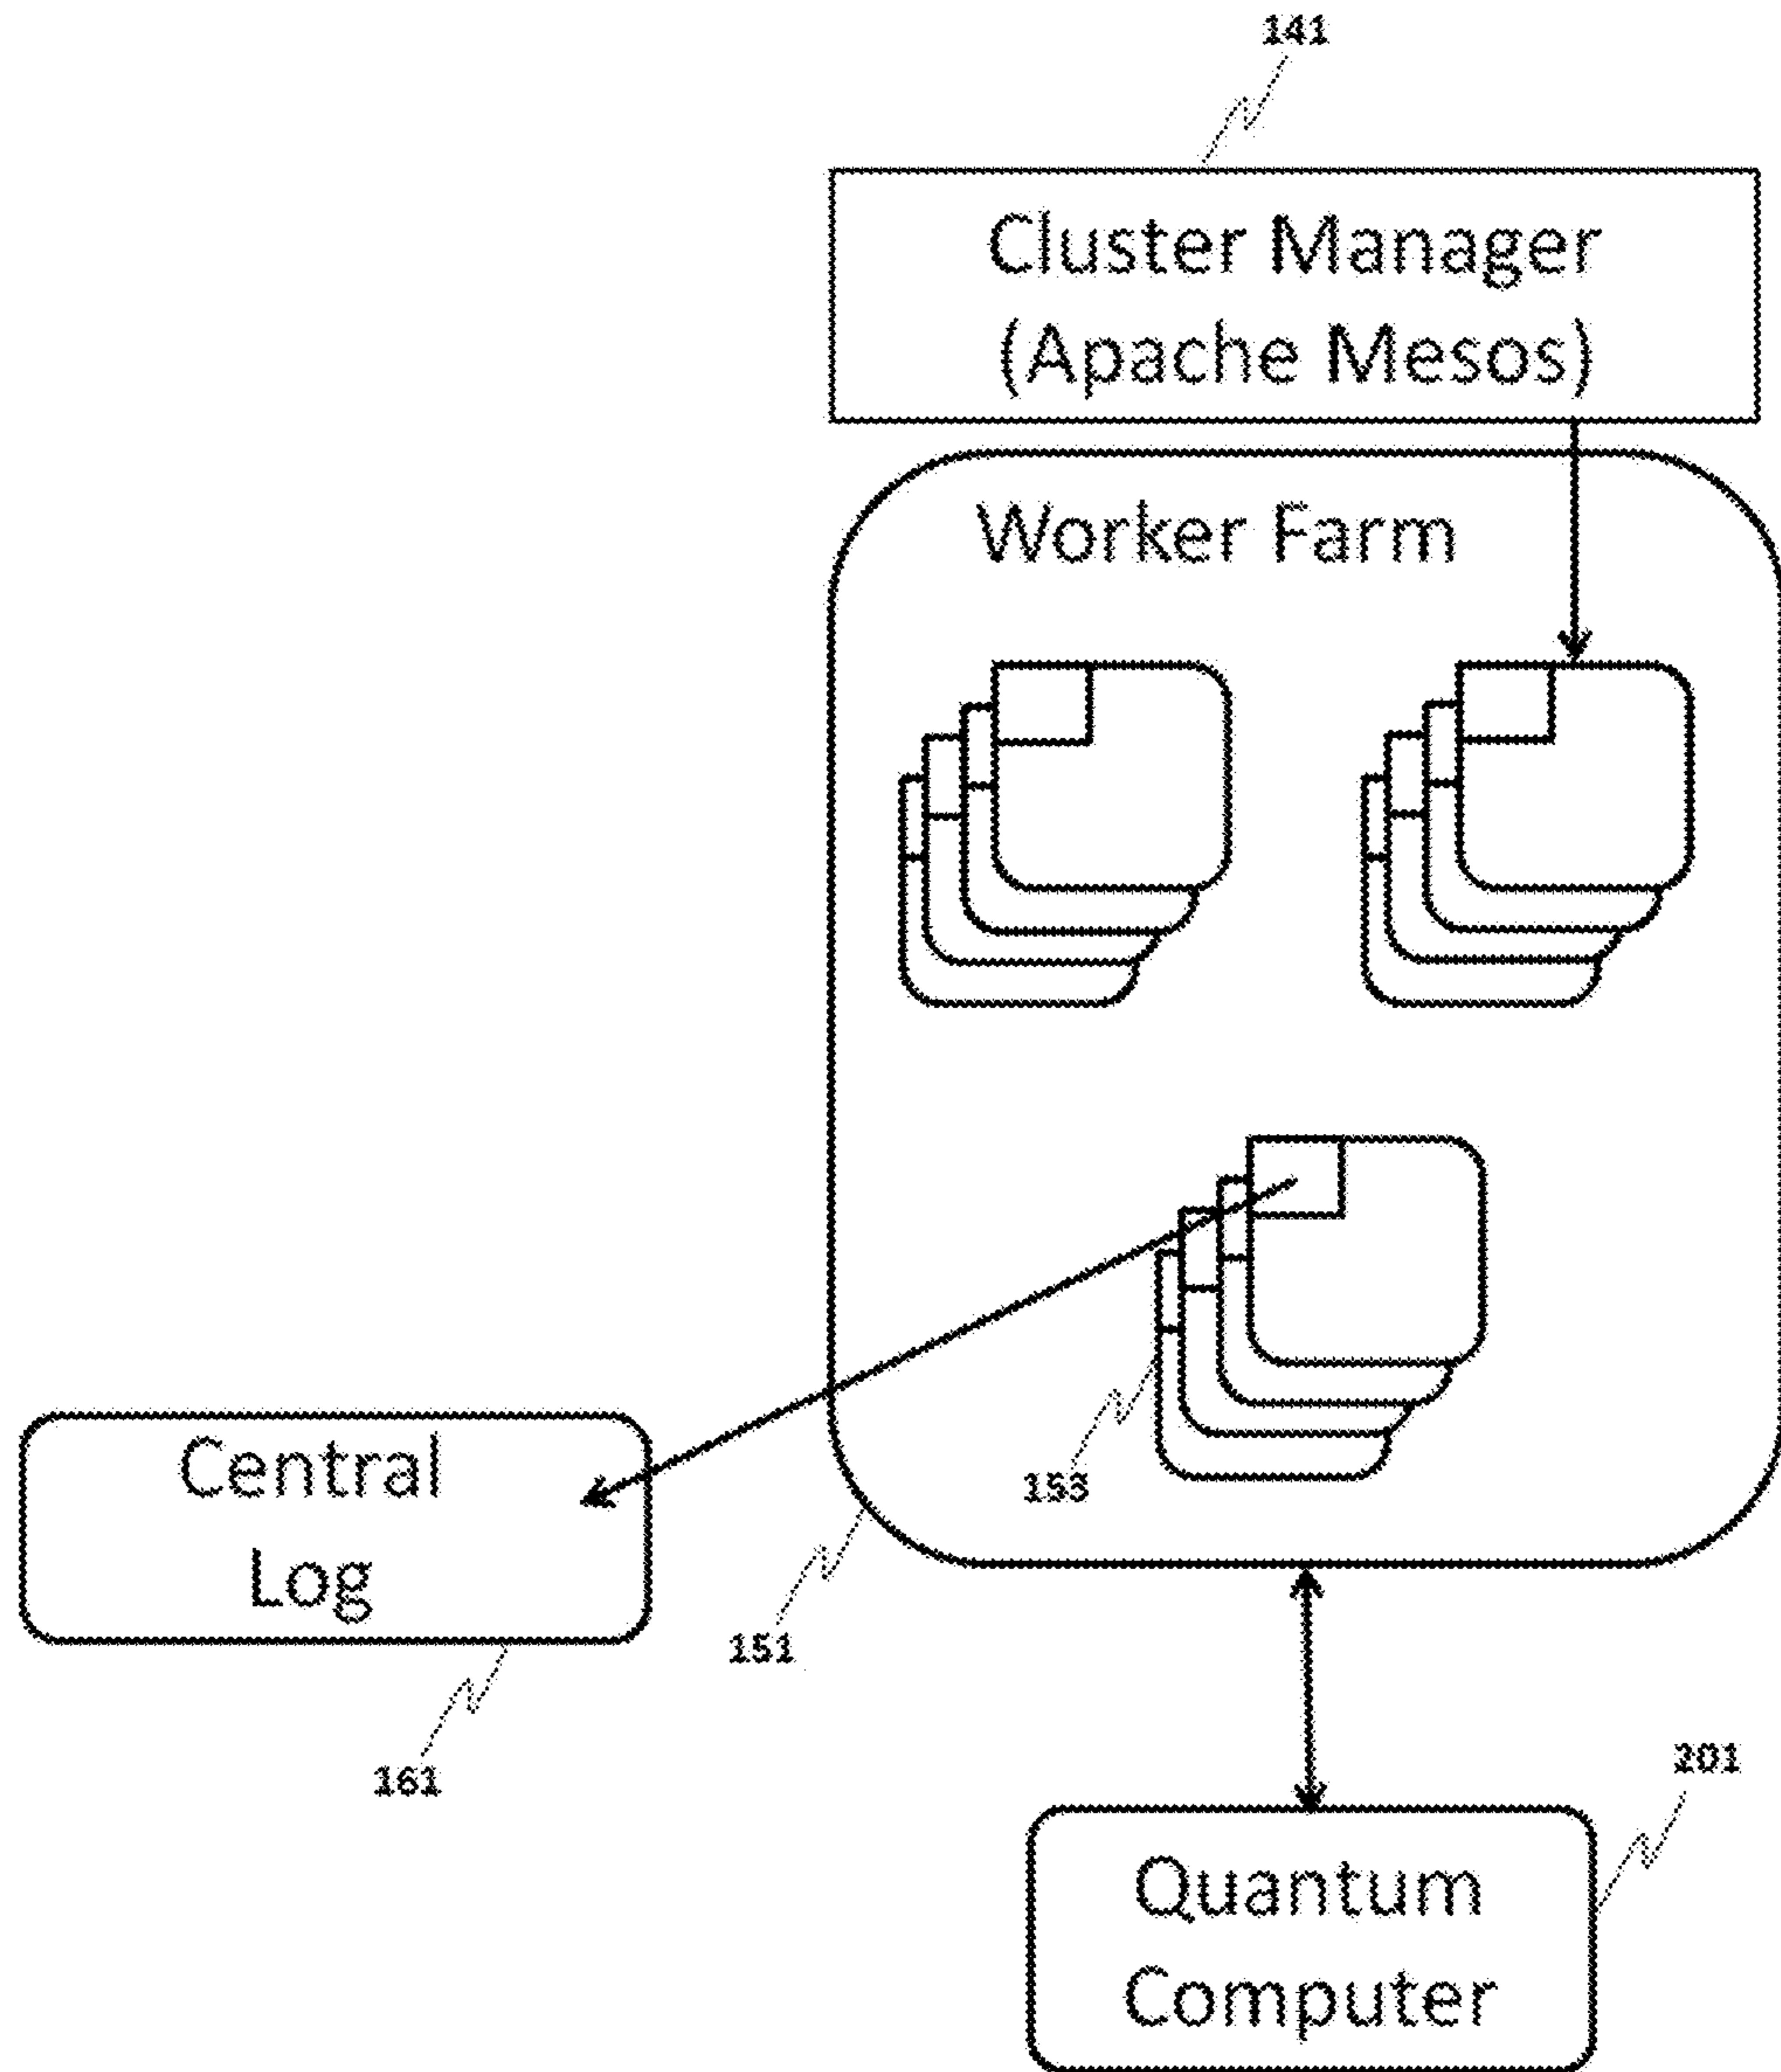 141
Cluster Manager
(Apache Mesos)
Worker Farm
153
Central
Log
151
161
201
Quantum
Computer